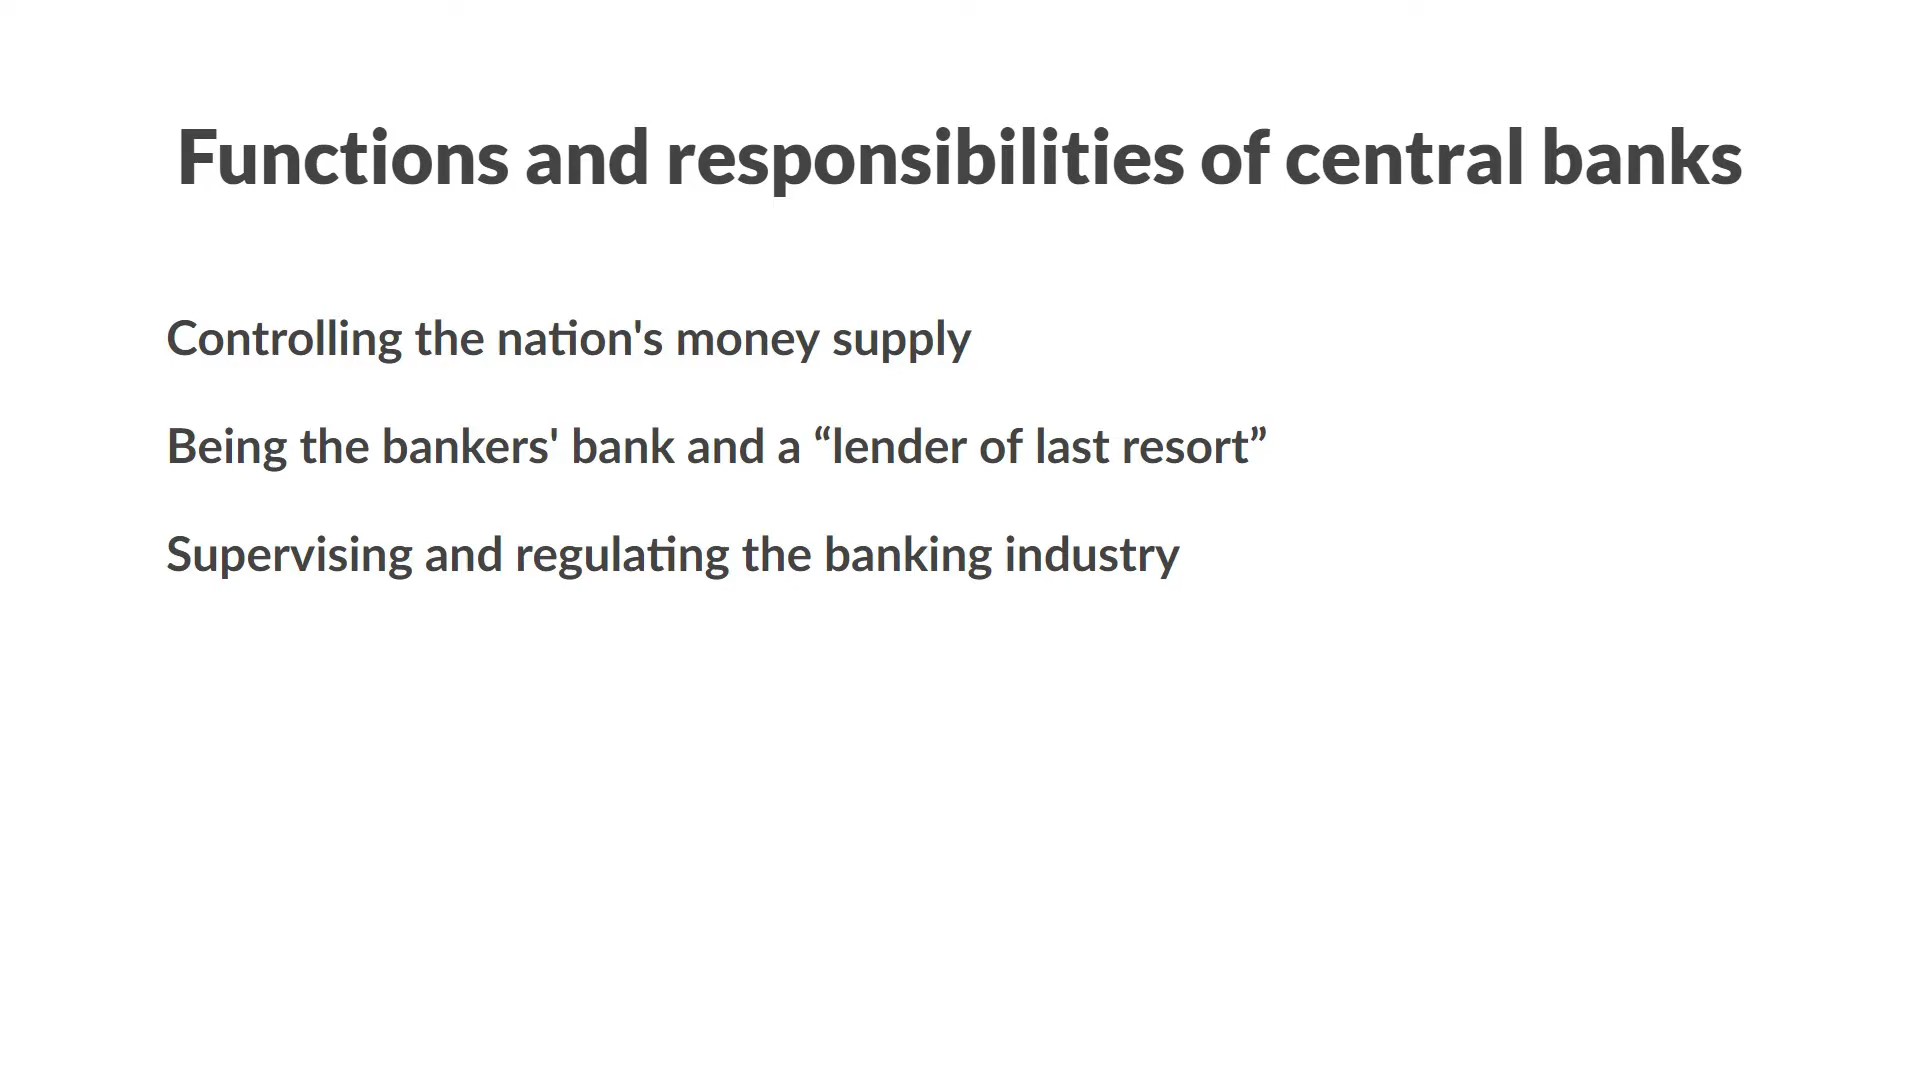 Functions and responsibilities of central banks
Controlling the nation's money supply
Being the bankers' bank and a “lender of last resort”
Supervising and regulating the banking industry